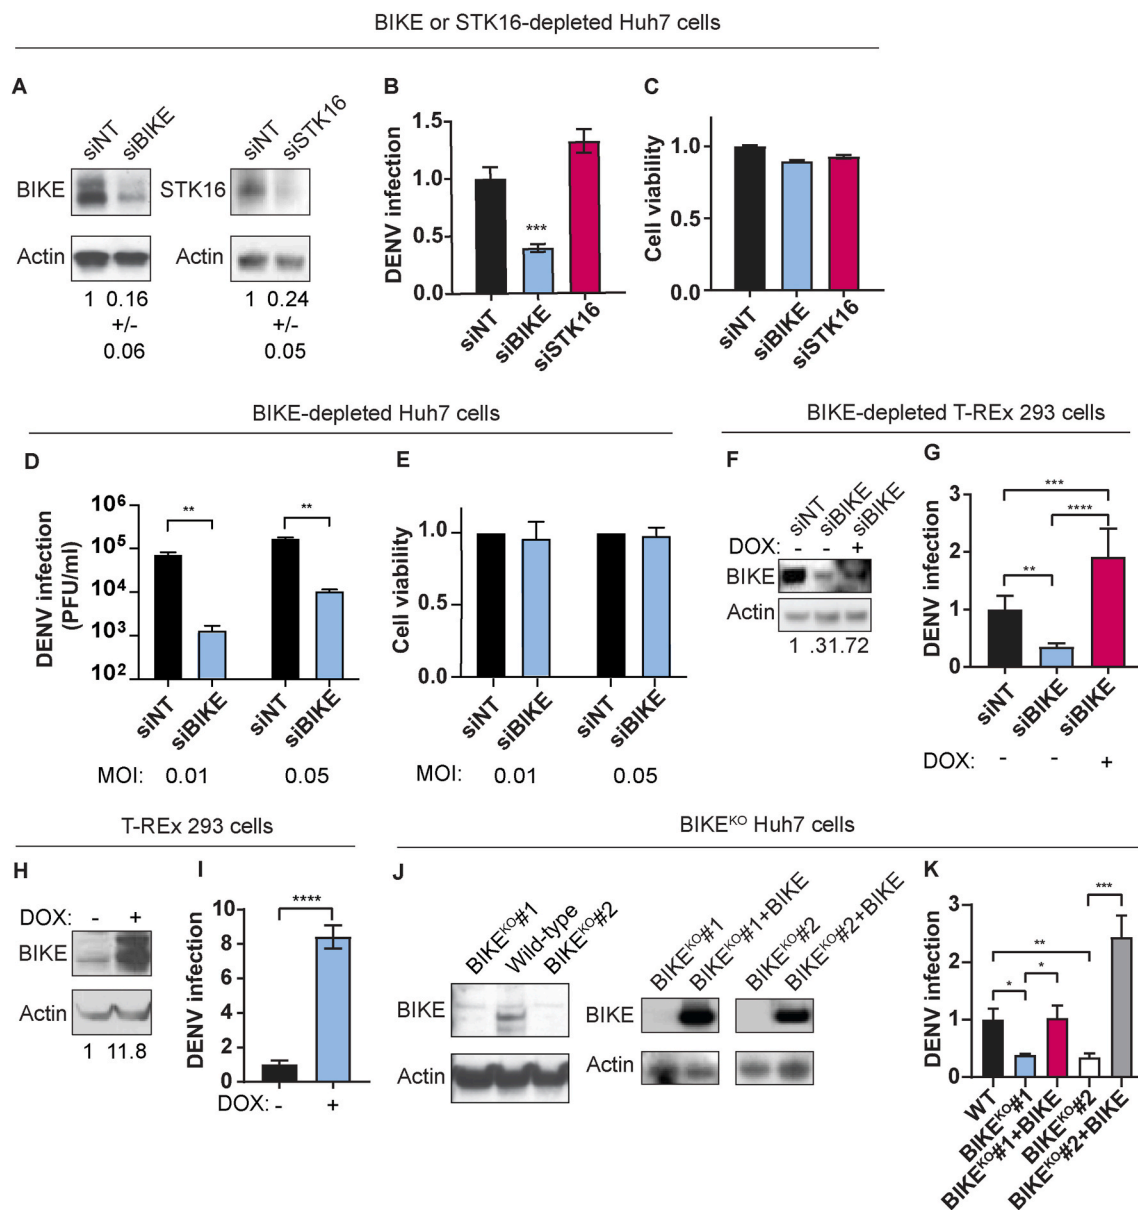 BIKE or STK16-depleted Huh7 cells
A
siNT
siBIKE
siNT
siSTK16
BIKE
STK16
Actin
Actin
1 0.16
+/-
0.06
1 0.24
+/-
0.05
B
DENV infection
1.5
1.0
0.5
0.0
***
siNT
siBIKE
siSTK16
C
Cell viability
1.0
0.5
0.0
siNT
siBIKE
siSTK16
BIKE-depleted Huh7 cells
D
DENV infection
(PFU/ml)
10⁶
10⁵
10⁴
10³
10²
**
**
siNT
siBIKE
siNT
siBIKE
MOI: 0.01 0.05
E
Cell viability
1.0
0.5
0.0
siNT
siBIKE
siNT
siBIKE
MOI: 0.01 0.05
BIKE-depleted T-REx 293 cells
F
siNT
siBIKE
siBIKE
DOX: - - +
BIKE
Actin
1 .31.72
G
DENV infection
3
2
1
0
***
****
**
siNT
siBIKE
siBIKE
DOX: - - +
T-REx 293 cells
H
DOX: - +
BIKE
Actin
1 11.8
I
DENV infection
10
8
6
4
2
0
****
DOX: - +
BIKEᴷᴼ Huh7 cells
J
BIKEᴷᴼ#1
Wild-type
BIKEᴷᴼ#2
BIKE
Actin
BIKEᴷᴼ#1
BIKEᴷᴼ#1+BIKE
BIKEᴷᴼ#2
BIKEᴷᴼ#2+BIKE
BIKE
Actin
K
DENV infection
3
2
1
0
***
**
*
*
WT
BIKEᴷᴼ#1
BIKEᴷᴼ#1+BIKE
BIKEᴷᴼ#2
BIKEᴷᴼ#2+BIKE